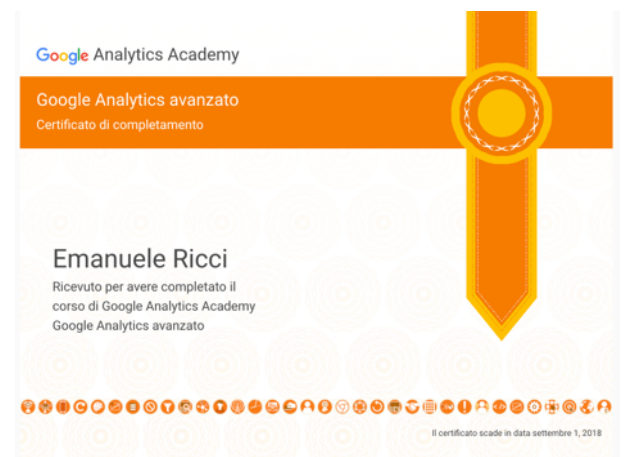 Google Analytics Academy
Google Analytics avanzato
Certificato di completamento
Emanuele Ricci
Ricevuto per avere completato il
corso di Google Analytics Academy
Google Analytics avanzato
Il certificato scade in data settembre 1, 2018